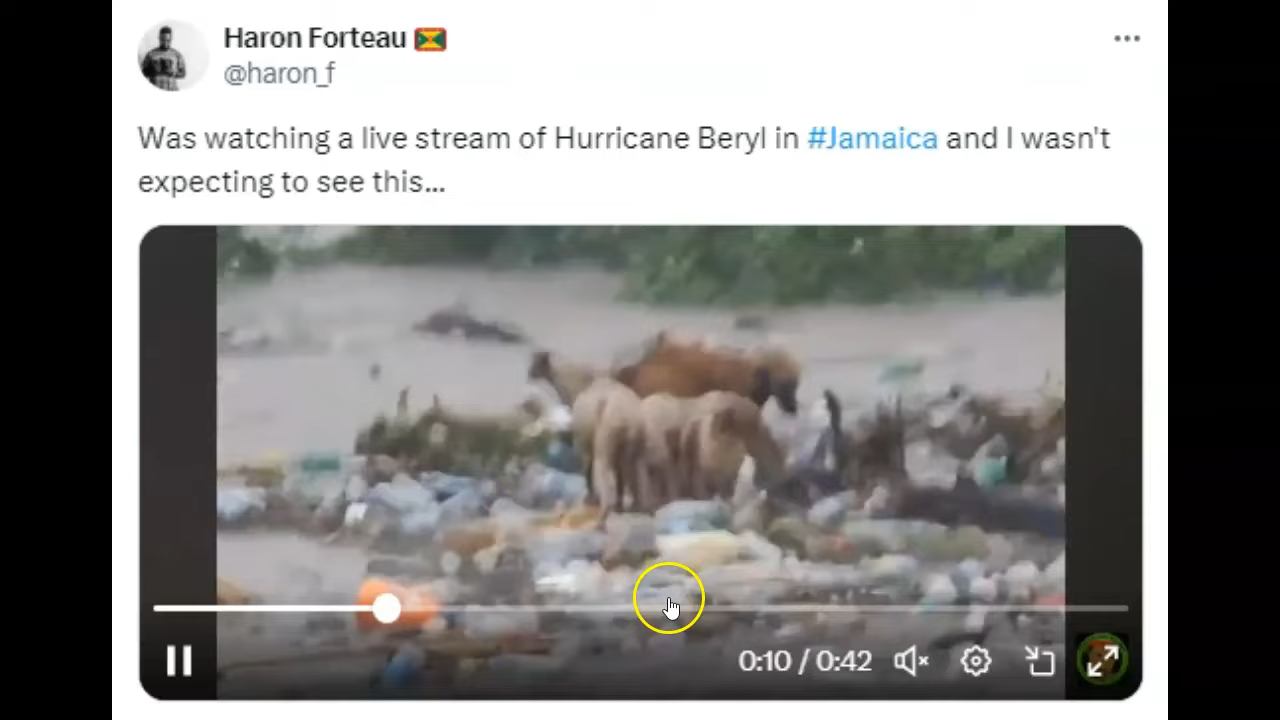 Haron Forteau
@haron_f
Was watching a live stream of Hurricane Beryl in #Jamaica and I wasn't
expecting to see this...
0:10 / 0:42